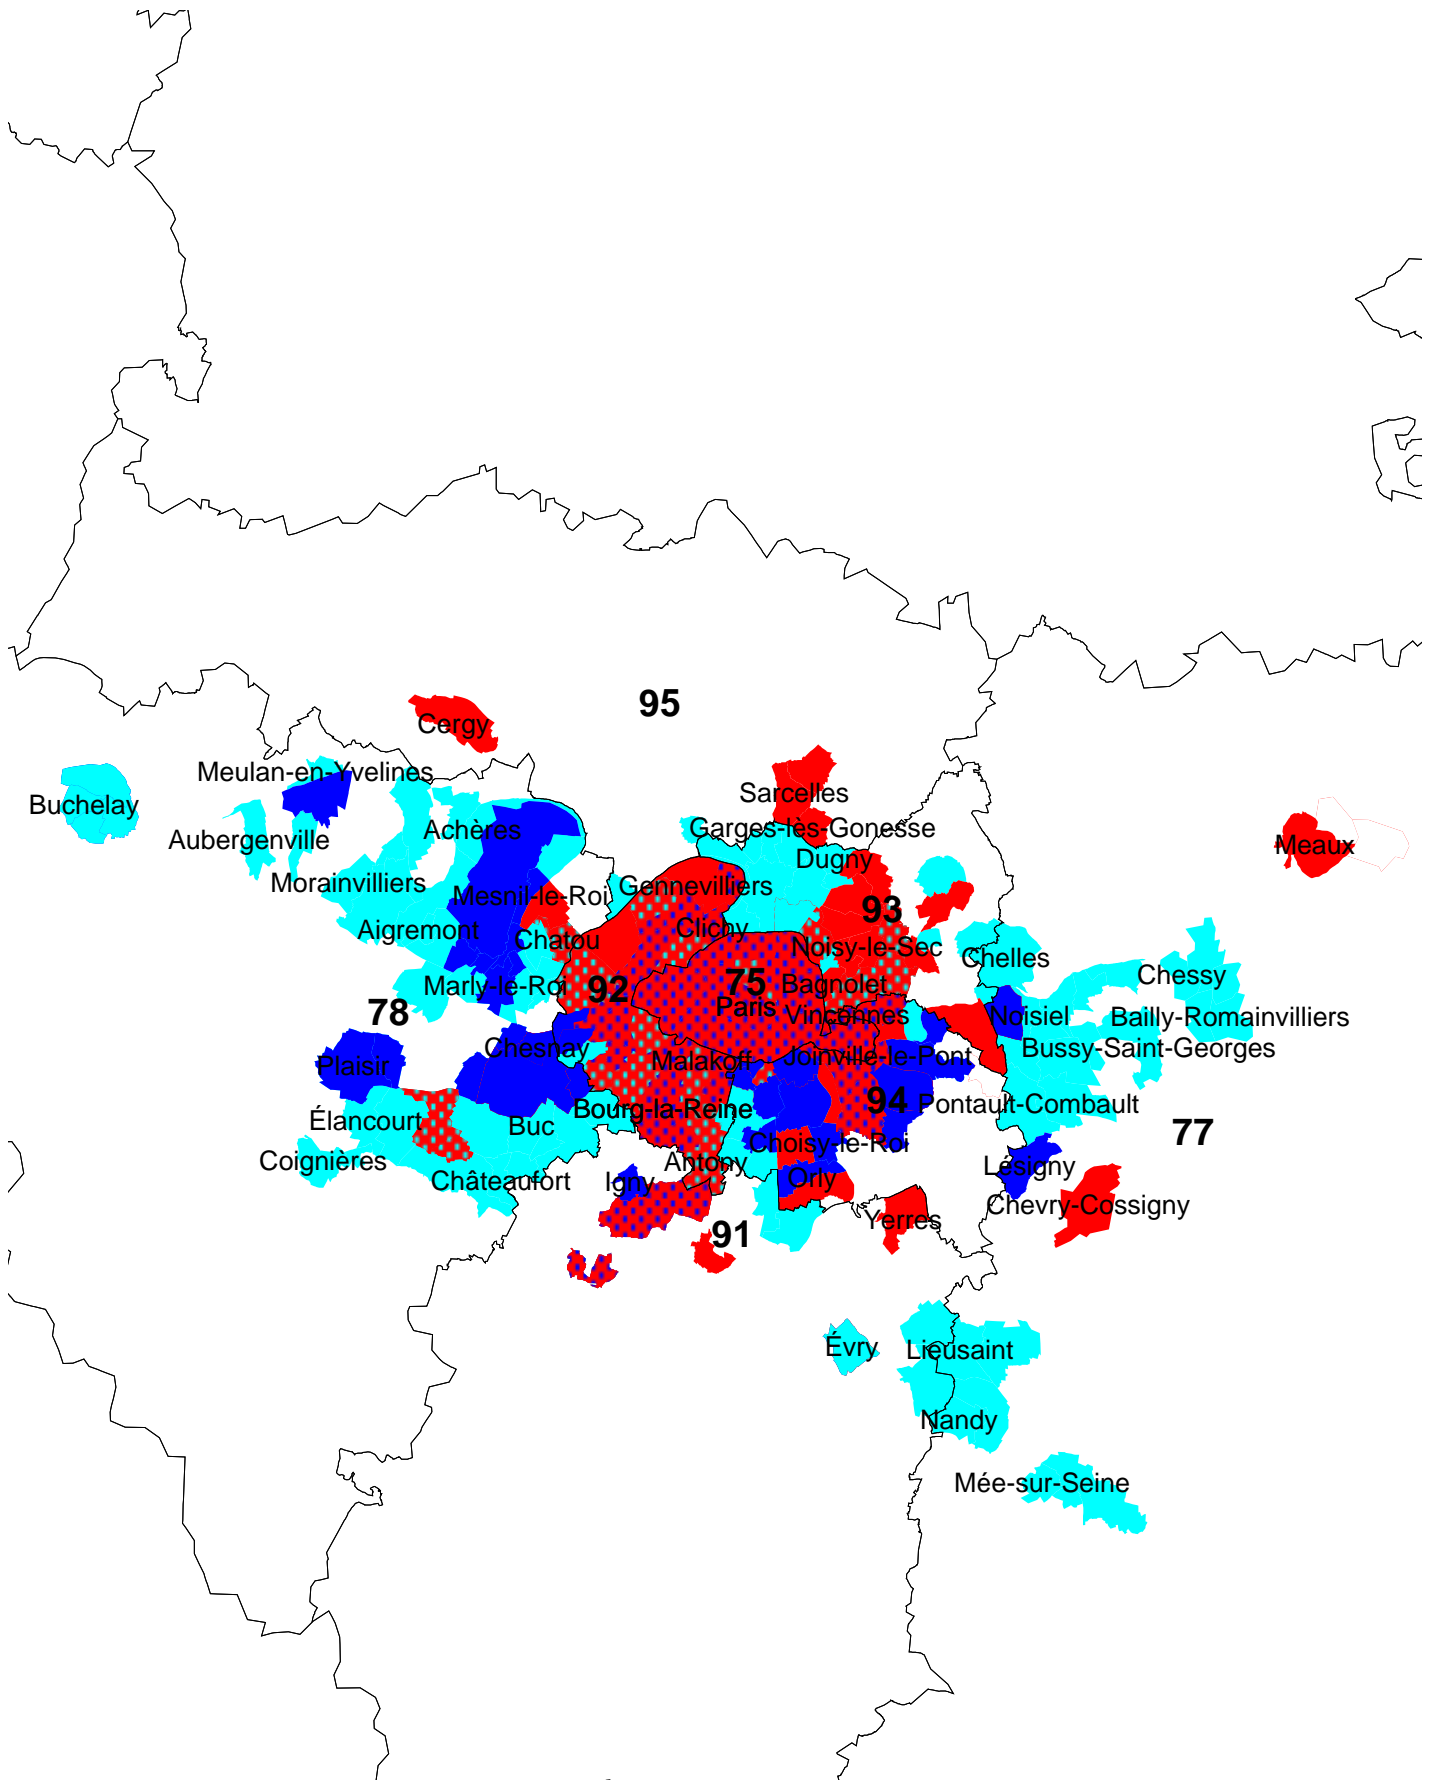 95
Cergy
Meulan-en-Yvelines
Sarcelles
Buchelay
Garges-lès-Gonesse
Achères
Aubergenville
Dugny
Meaux
Morainvilliers
Gennevilliers
Mesnil-le-Roi
93
Clichy
Aigremont
Chatou
Noisy-le-Sec
Chelles
Chessy
Marly-le-Roi
92
75
Bagnolet
Paris
78
Vincennes
Noisiel
Bailly-Romainvilliers
Chesnay
Bussy-Saint-Georges
Plaisir
Malakoff
Joinville-le-Pont
94
Pontault-Combault
Bourg-la-Reine
Élancourt
Buc
77
Choisy-le-Roi
Coignières
Antony
Lésigny
Châteaufort
Igny
Orly
Chevry-Cossigny
Yerres
91
Évry
Lieusaint
Nandy
Mée-sur-Seine